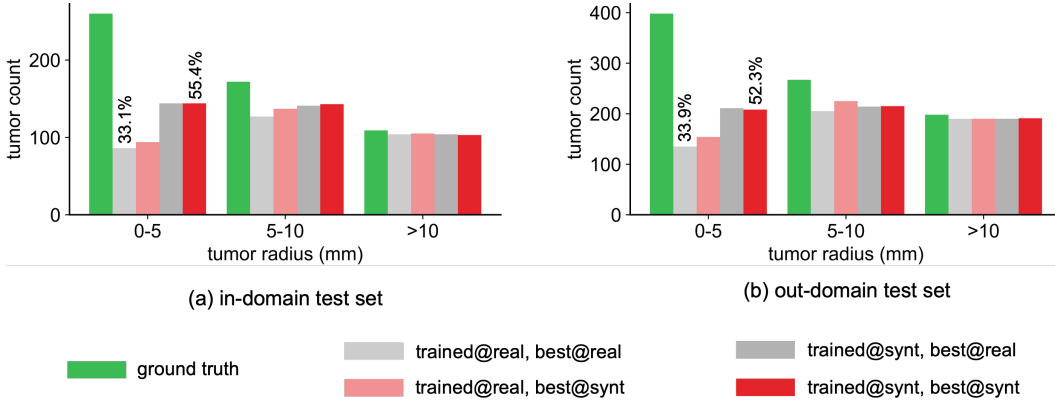 tumor count
200
100
0
33.1%
55.4%
0-5
5-10
>10
tumor radius (mm)
(a) in-domain test set
tumor count
400
300
200
100
0
33.9%
52.3%
0-5
5-10
>10
tumor radius (mm)
(b) out-domain test set
ground truth
trained@real, best@real
trained@real, best@synt
trained@synt, best@real
trained@synt, best@synt